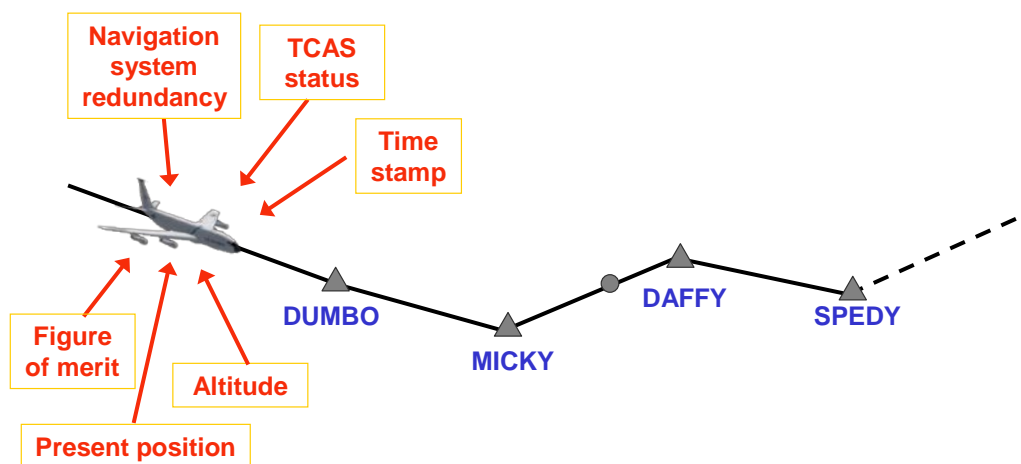 Navigation
system
redundancy
TCAS
status
Time
stamp
DUMBO
MICKY
DAFFY
SPEDY
Figure
of merit
Altitude
Present position